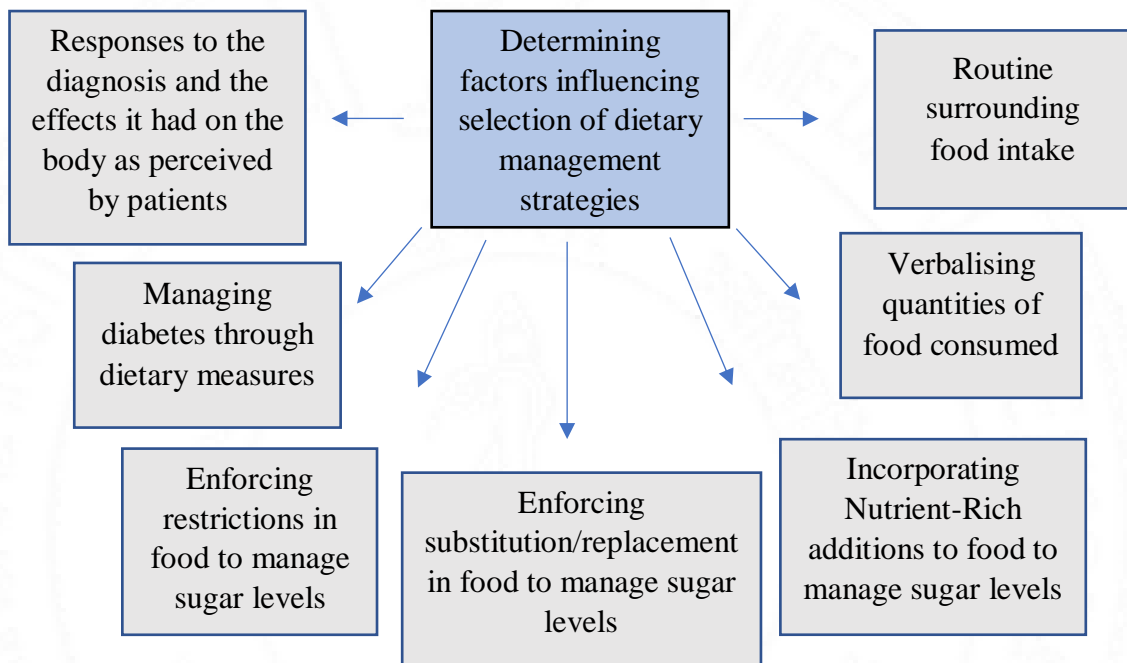 Responses to the
diagnosis and the
effects it had on the
body as perceived
by patients
Determining
factors influencing
selection of dietary
management
strategies
Routine
surrounding
food intake
Managing
diabetes through
dietary measures
Verbalising
quantities of
food consumed
Enforcing
restrictions in
food to manage
sugar levels
Enforcing
substitution/replacement
in food to manage sugar
levels
Incorporating
Nutrient-Rich
additions to food to
manage sugar levels